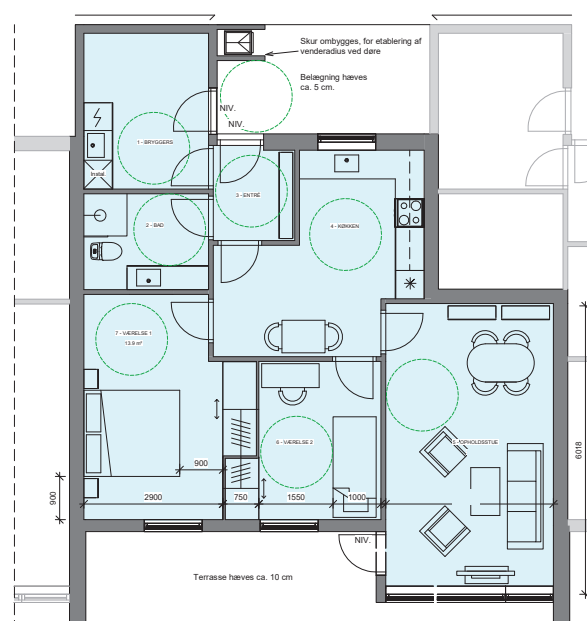 Skur ombygges, for etablering af
venderadius ved døre
Belægning hæves
ca. 5 cm.
NIV.
NIV.
1 - BRYGGERS
Instal.
3 - ENTRÉ
2 - BAD
4 - KØKKEN
7 - VÆRELSE 1
13.9 m²
6 - VÆRELSE 2
5 - OPHOLDSSTUE
6018
900
900
2900
750
1550
1000
NIV.
Terrasse hæves ca. 10 cm